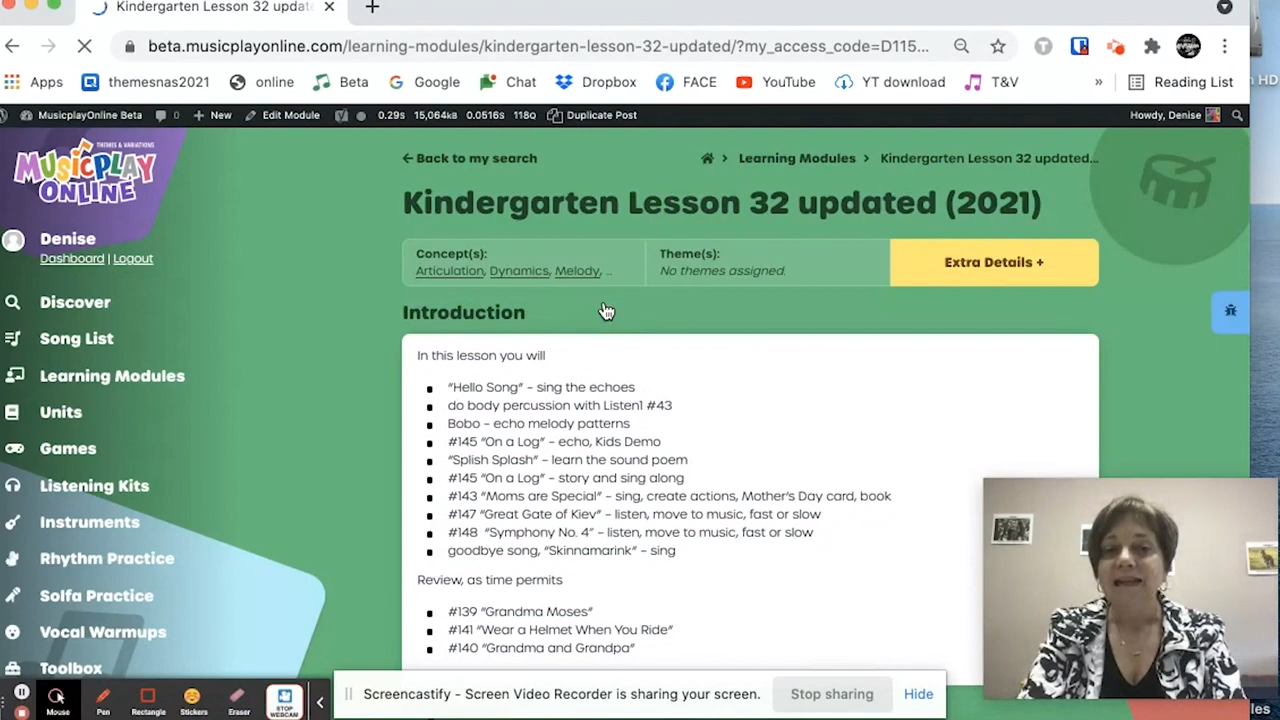 Kindergarten Lesson 32 updat
beta.musicplayonline.com/learning-modules/kindergarten-lesson-32-updated/?my_access_code=D115...
Apps themesnas2021 online Beta Google Chat Dropbox FACE YouTube YT download T&V » Reading List
MusicplayOnline Beta 0 + New Edit Module 0.29s 15,064kB 0.0516s 118Q Duplicate Post Howdy, Denise
THEMES & VARIATIONS
MUSICPLAY
ONLINE
Denise
Dashboard | Logout
Discover
Song List
Learning Modules
Units
Games
Listening Kits
Instruments
Rhythm Practice
Solfa Practice
Vocal Warmups
Toolbox
Back to my search
Learning Modules > Kindergarten Lesson 32 updated...
Kindergarten Lesson 32 updated (2021)
Concept(s):
Articulation, Dynamics, Melody, ..
Theme(s):
No themes assigned.
Extra Details +
Introduction
In this lesson you will
"Hello Song" – sing the echoes
do body percussion with Listen1 #43
Bobo – echo melody patterns
#145 "On a Log" – echo, Kids Demo
"Splish Splash" – learn the sound poem
#145 "On a Log" – story and sing along
#143 "Moms are Special" – sing, create actions, Mother's Day card, book
#147 "Great Gate of Kiev" – listen, move to music, fast or slow
#148 "Symphony No. 4" – listen, move to music, fast or slow
goodbye song, "Skinnamarink" – sing
Review, as time permits
#139 "Grandma Moses"
#141 "Wear a Helmet When You Ride"
#140 "Grandma and Grandpa"
Screencastify - Screen Video Recorder is sharing your screen. Stop sharing Hide
Mouse Pen Rectangle Stickers Eraser STOP WEBCAM
HD